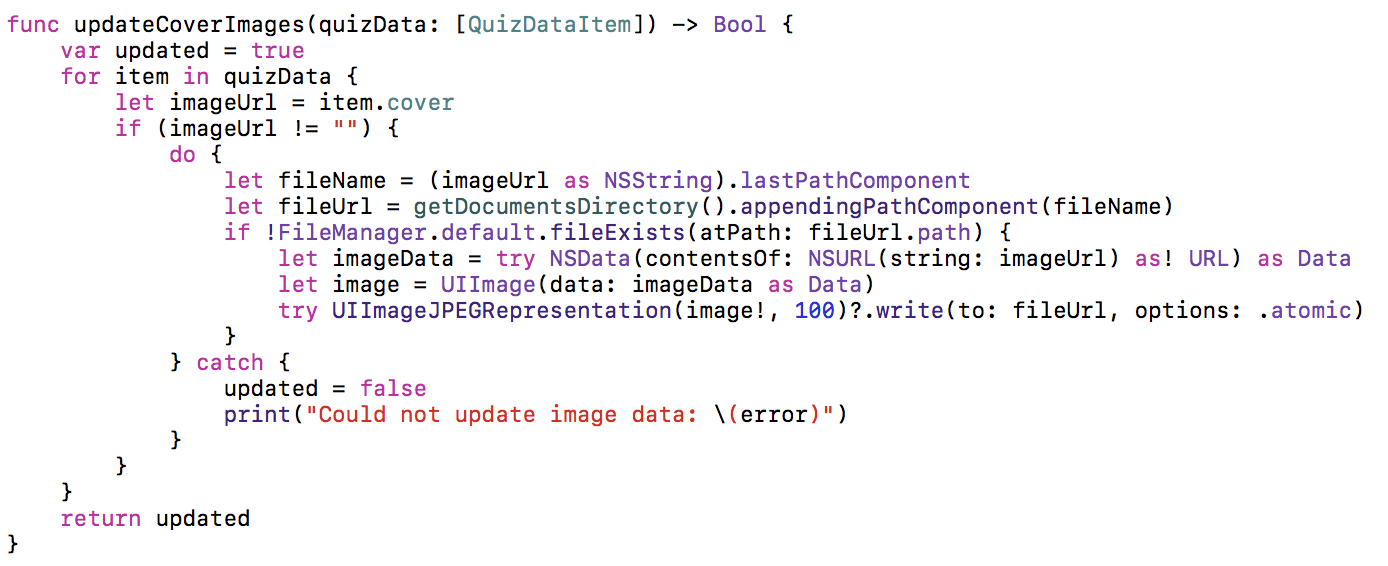 func updateCoverImages(quizData: [QuizDataItem]) -> Bool {
    var updated = true
    for item in quizData {
        let imageUrl = item.cover
        if (imageUrl != "") {
            do {
                let fileName = (imageUrl as NSString).lastPathComponent
                let fileUrl = getDocumentsDirectory().appendingPathComponent(fileName)
                if !FileManager.default.fileExists(atPath: fileUrl.path) {
                    let imageData = try NSData(contentsOf: NSURL(string: imageUrl) as! URL) as Data
                    let image = UIImage(data: imageData as Data)
                    try UIImageJPEGRepresentation(image!, 100)?.write(to: fileUrl, options: .atomic)
                }
            } catch {
                updated = false
                print("Could not update image data: \(error)")
            }
        }
    }
    return updated
}